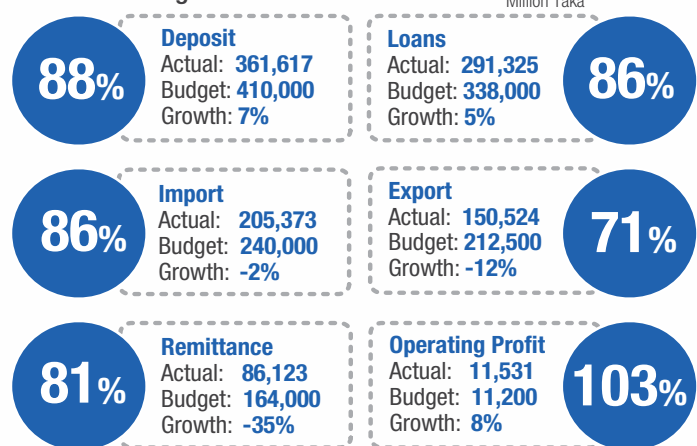 Million Taka
88%
Deposit
Actual: 361,617
Budget: 410,000
Growth: 7%
Loans
Actual: 291,325
Budget: 338,000
Growth: 5%
86%
86%
Import
Actual: 205,373
Budget: 240,000
Growth: -2%
Export
Actual: 150,524
Budget: 212,500
Growth: -12%
71%
81%
Remittance
Actual: 86,123
Budget: 164,000
Growth: -35%
Operating Profit
Actual: 11,531
Budget: 11,200
Growth: 8%
103%